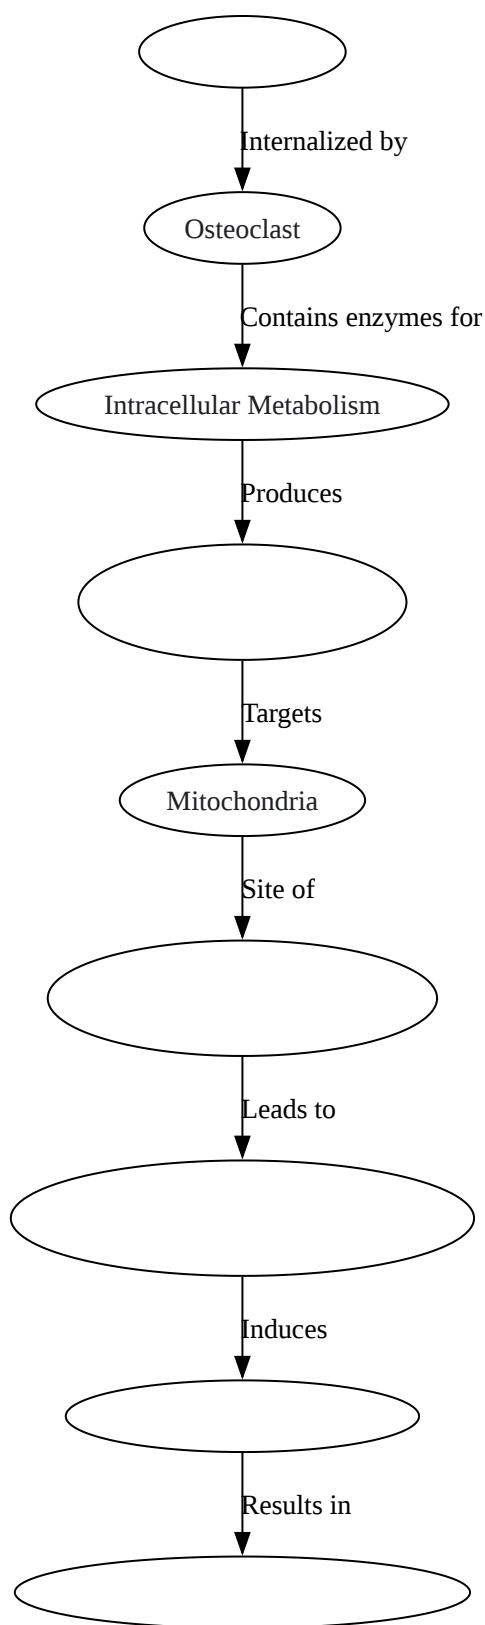 Internalized by
Osteoclast
Contains enzymes for
Intracellular Metabolism
Produces
Targets
Mitochondria
Site of
Leads to
Induces
Results in